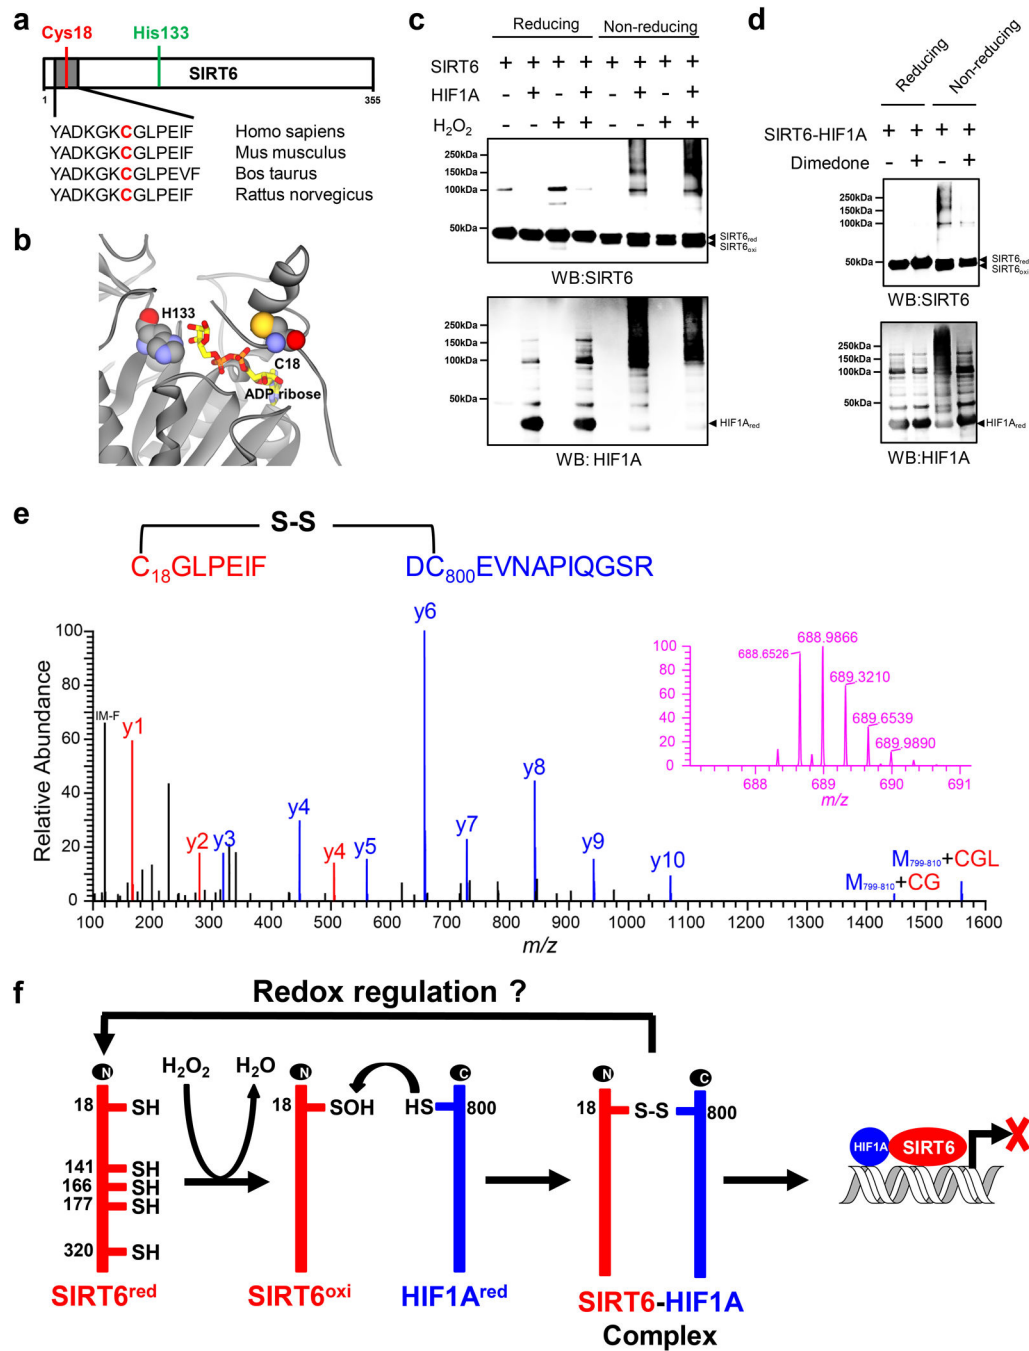 a
Cys18 His133
SIRT6
1 355
YADKGKCGLPEIF Homo sapiens
YADKGKCGLPEIF Mus musculus
YADKGKCGLPEVF Bos taurus
YADKGKCGLPEIF Rattus norvegicus
b
H133
C18
ADP ribose
c
Reducing Non-reducing
SIRT6 + + + + + + + +
HIF1A - + - + - + - +
H2O2 - - + + - - + +
250kDa
150kDa
100kDa
50kDa
SIRT6red
SIRT6oxi
WB:SIRT6
250kDa
150kDa
100kDa
50kDa
HIF1Ared
WB: HIF1A
d
Reducing Non-reducing
SIRT6-HIF1A + + + +
Dimedone - + - +
250kDa
150kDa
100kDa
50kDa
SIRT6red
SIRT6oxi
WB:SIRT6
250kDa
150kDa
100kDa
50kDa
HIF1Ared
WB:HIF1A
e
S-S
C18GLPEIF DC800EVNAPIQGSR
Relative Abundance
100
80
60
40
20
0
IM-F
y1
y2
y3
y4
y4
y5
y6
y7
y8
y9
y10
M799-810+CGL
M799-810+CG
100 200 300 400 500 600 700 800 900 1000 1100 1200 1300 1400 1500 1600
m/z
100
80
60
40
20
0
688.6526
688.9866
689.3210
689.6539
689.9890
688 689 690 691
m/z
f
Redox regulation ?
N H2O2 H2O N C N C
18 SH 18 SOH HS 800 18 S-S 800
141 SH
166 SH
177 SH
320 SH
HIF1A SIRT6 X
SIRT6red SIRT6oxi HIF1Ared SIRT6-HIF1A
Complex